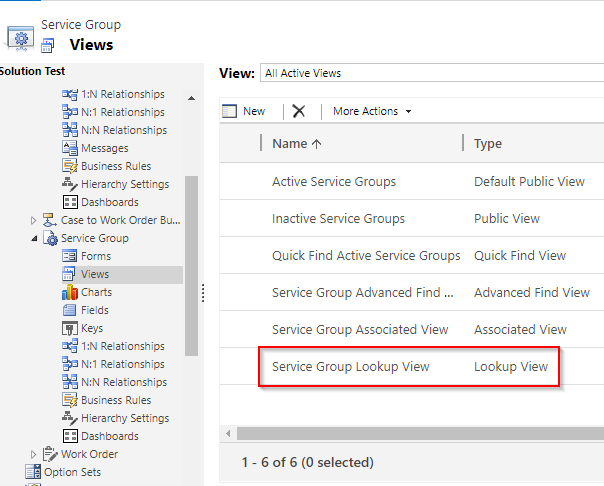 Service Group
Views
Solution Test
1:N Relationships
N:1 Relationships
N:N Relationships
Messages
Business Rules
Hierarchy Settings
Dashboards
Case to Work Order Bu...
Service Group
Forms
Views
Charts
Fields
Keys
1:N Relationships
N:1 Relationships
N:N Relationships
Business Rules
Hierarchy Settings
Dashboards
Work Order
Option Sets
View: All Active Views
New More Actions
Name Type
Active Service Groups Default Public View
Inactive Service Groups Public View
Quick Find Active Service Groups Quick Find View
Service Group Advanced Find ... Advanced Find View
Service Group Associated View Associated View
Service Group Lookup View Lookup View
1 - 6 of 6 (0 selected)